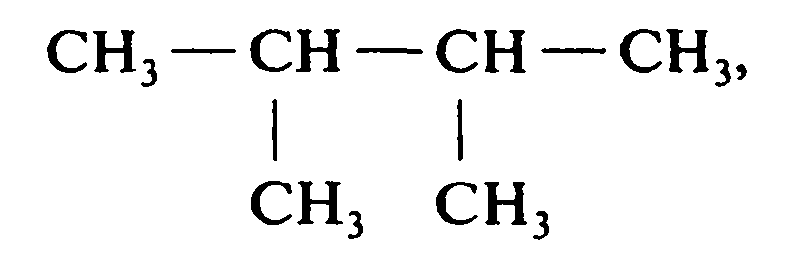 CH₃ — CH — CH — CH₃,
CH₃ CH₃